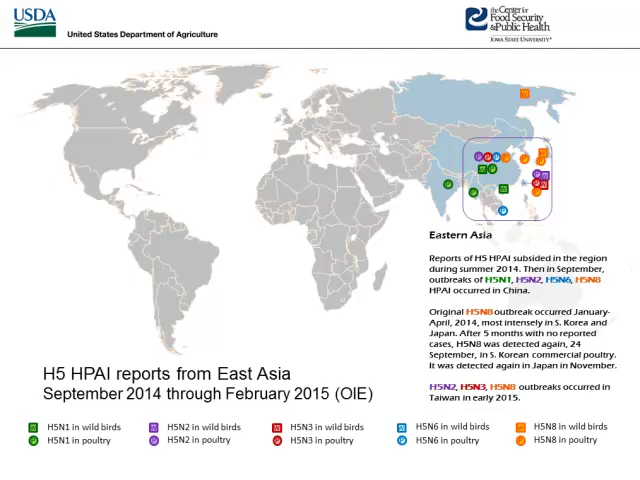 USDA
United States Department of Agriculture
the Center for
Food Security
& Public Health
IOWA STATE UNIVERSITY®
Eastern Asia
Reports of H5 HPAI subsided in the region
during summer 2014. Then in September,
outbreaks of H5N1, H5N2, H5N6, H5N8
HPAI occurred in China.
Original H5N8 outbreak occurred January-
April, 2014, most intensely in S. Korea and
Japan. After 5 months with no reported
cases, H5N8 was detected again, 24
September, in S. Korean commercial poultry.
It was detected again in Japan in November.
H5N2, H5N3, H5N8 outbreaks occurred in
Taiwan in early 2015.
H5 HPAI reports from East Asia
September 2014 through February 2015 (OIE)
H5N1 in wild birds H5N2 in wild birds H5N3 in wild birds H5N6 in wild birds H5N8 in wild birds
H5N1 in poultry H5N2 in poultry H5N3 in poultry H5N6 in poultry H5N8 in poultry